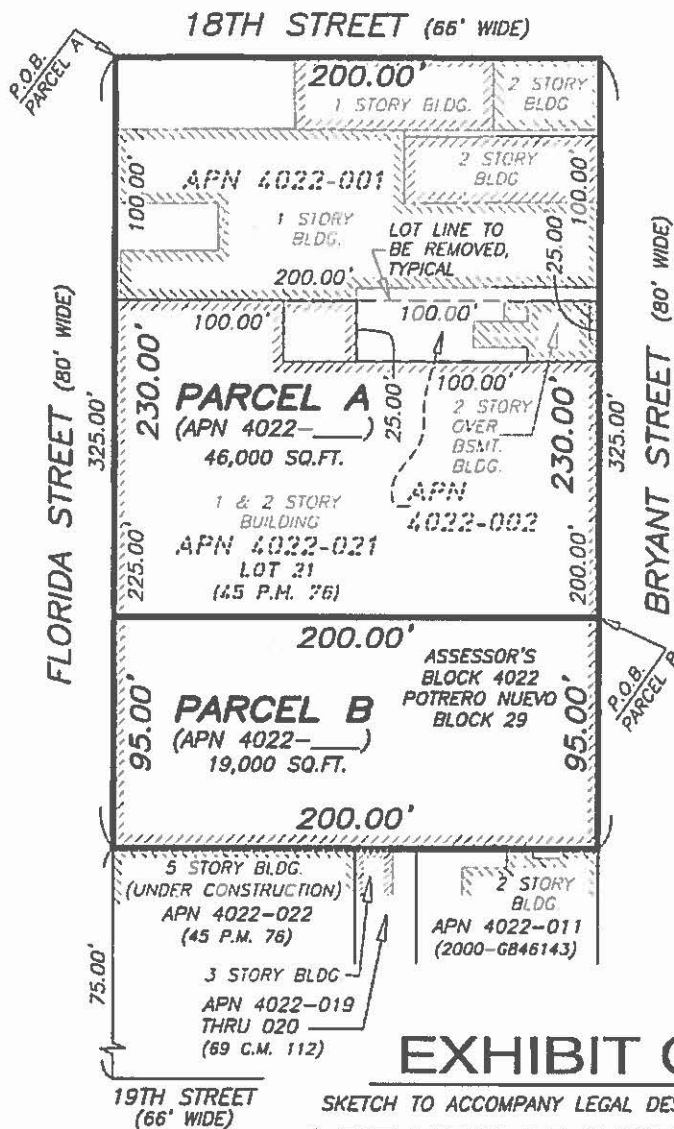 18TH STREET (66' WIDE)
P.O.B.
PARCEL A
200.00'
1 STORY BLDG.
2 STORY
BLDG
100.00'
APN 4022-001
2 STORY
BLDG
100.00'
1 STORY
BLDG.
LOT LINE TO
BE REMOVED,
TYPICAL
25.00'
200.00'
100.00'
100.00'
FLORIDA STREET (80' WIDE)
325.00'
230.00'
PARCEL A
(APN 4022-____)
46,000 SQ.FT.
25.00'
100.00'
2 STORY
OVER
BSMT.
BLDG.
230.00'
325.00'
BRYANT STREET (80' WIDE)
APN
4022-002
1 & 2 STORY
BUILDING
APN 4022-021
LOT 21
(45 P.M. 76)
225.00'
200.00'
200.00'
P.O.B.
PARCEL B
ASSESSOR'S
BLOCK 4022
POTRERO NUEVO
BLOCK 29
95.00'
PARCEL B
(APN 4022-____)
19,000 SQ.FT.
95.00'
200.00'
5 STORY BLDG.
(UNDER CONSTRUCTION)
APN 4022-022
(45 P.M. 76)
2 STORY
BLDG.
APN 4022-011
(2000-G846143)
75.00'
3 STORY BLDG
APN 4022-019
THRU 020
(69 C.M. 112)
19TH STREET
(66' WIDE)
EXHIBIT
SKETCH TO ACCOMPANY LEGAL